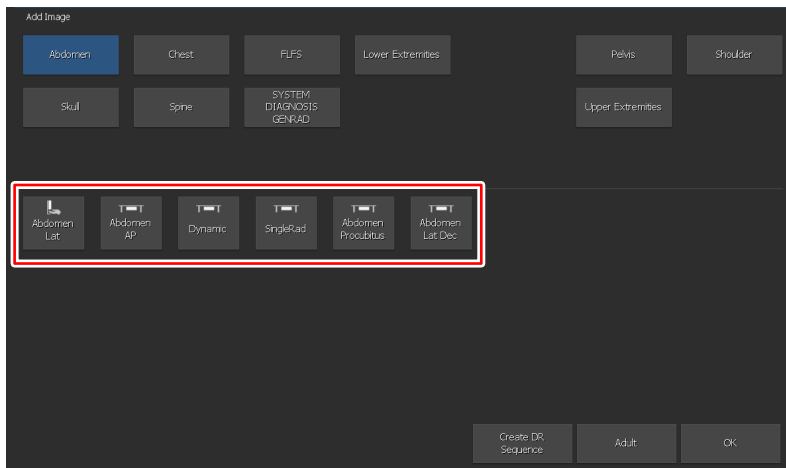 Add Image
Abdomen
Chest
FLFS
Lower Extremities
Pelvis
Shoulder
Skull
Spine
SYSTEM
DIAGNOSIS
GENRAD
Upper Extremities
Abdomen
Lat
Abdomen
AP
Dynamic
SingleRad
Abdomen
Procubitus
Abdomen
Lat Dec
Create DR
Sequence
Adult
OK